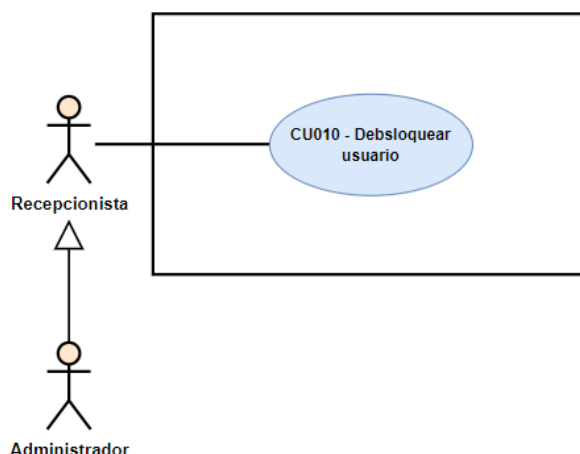 CU010 - Debsloquear
usuario
Recepcionista
Administrador